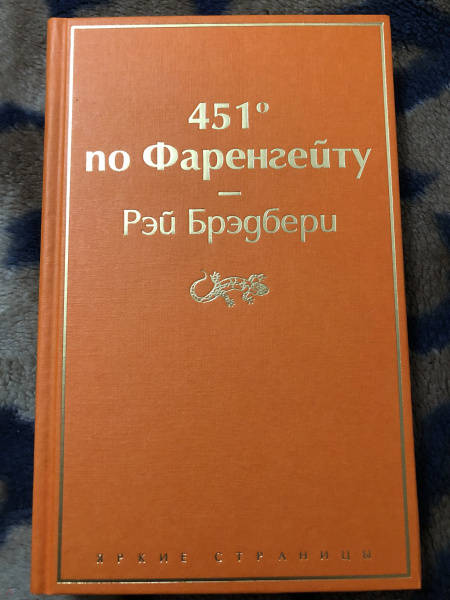 451°
по Фаренгейту
Рэй Брэдбери
ЯРКИЕ СТРАНИЦЫ